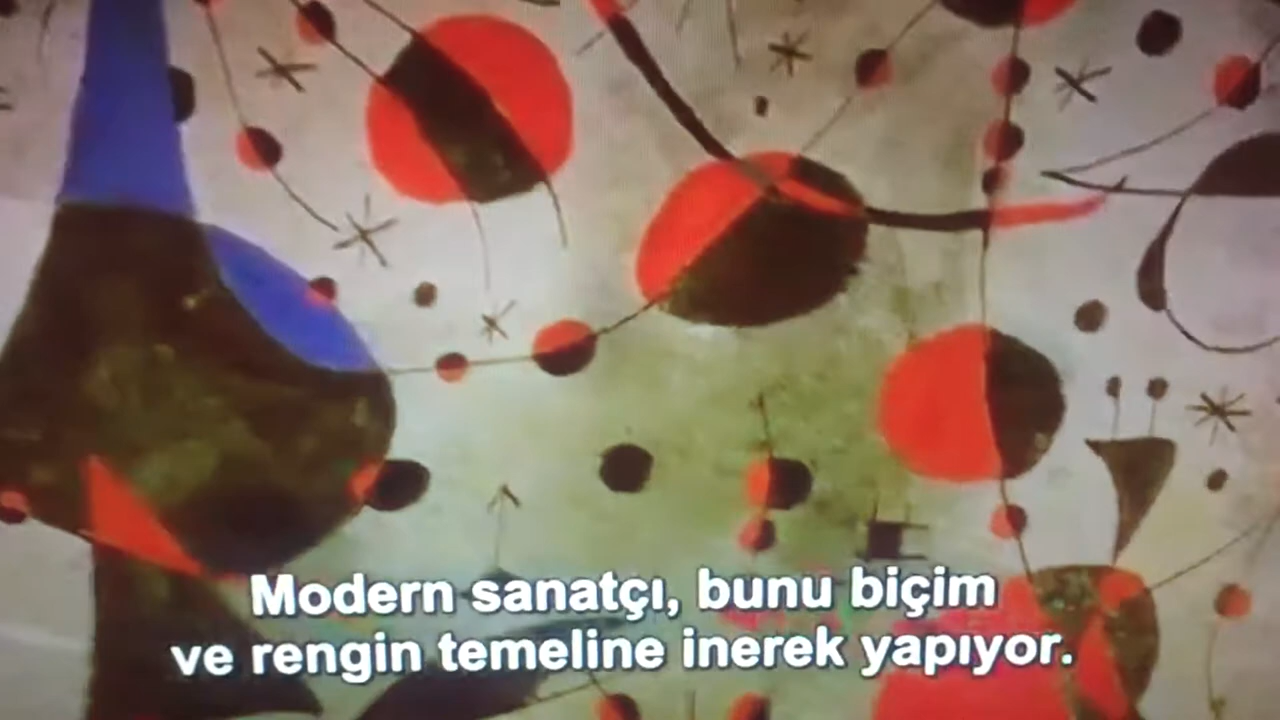 Modern sanatçı, bunu biçim
ve rengin temeline inerek yapıyor.